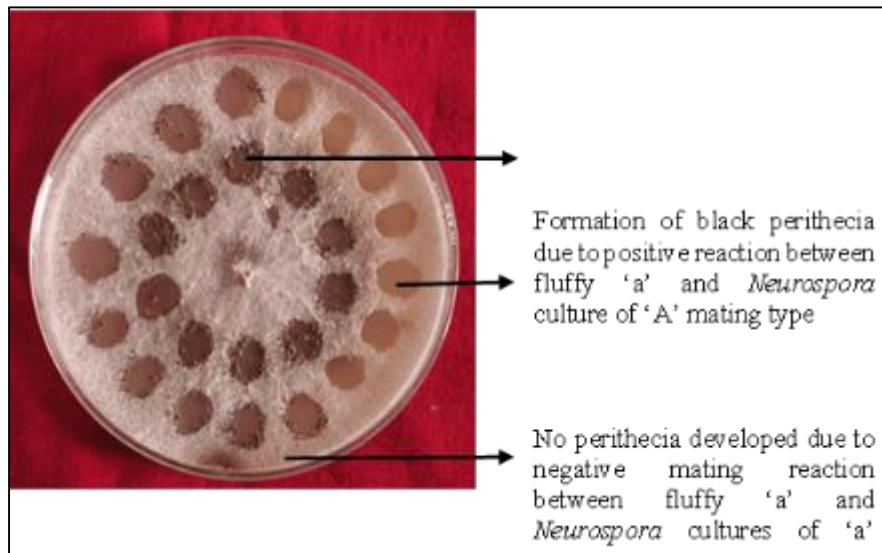 Formation of black perithecia
due to positive reaction between
fluffy ‘a’ and Neurospora
culture of ‘A’ mating type
No perithecia developed due to
negative mating reaction
between fluffy ‘a’ and
Neurospora cultures of ‘a’